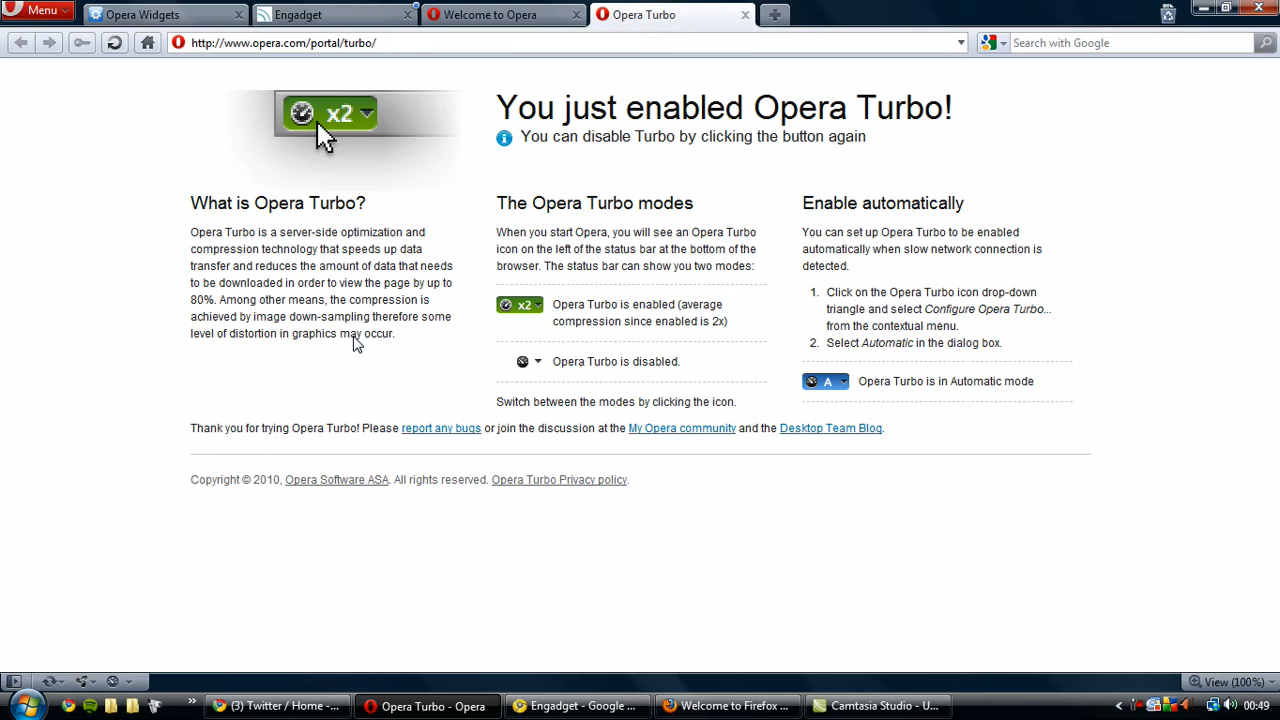 Menu
Opera Widgets
Engadget
Welcome to Opera
Opera Turbo
http://www.opera.com/portal/turbo/
Search with Google
x2
You just enabled Opera Turbo!
You can disable Turbo by clicking the button again
What is Opera Turbo?
Opera Turbo is a server-side optimization and
compression technology that speeds up data
transfer and reduces the amount of data that needs
to be downloaded in order to view the page by up to
80%. Among other means, the compression is
achieved by image down-sampling therefore some
level of distortion in graphics may occur.
The Opera Turbo modes
When you start Opera, you will see an Opera Turbo
icon on the left of the status bar at the bottom of the
browser. The status bar can show you two modes:
x2
Opera Turbo is enabled (average
compression since enabled is 2x)
Opera Turbo is disabled.
Switch between the modes by clicking the icon.
Enable automatically
You can set up Opera Turbo to be enabled
automatically when slow network connection is
detected.
1. Click on the Opera Turbo icon drop-down
triangle and select Configure Opera Turbo...
from the contextual menu.
2. Select Automatic in the dialog box.
A
Opera Turbo is in Automatic mode
Thank you for trying Opera Turbo! Please report any bugs or join the discussion at the My Opera community and the Desktop Team Blog.
Copyright © 2010, Opera Software ASA. All rights reserved. Opera Turbo Privacy policy.
View (100%)
(3) Twitter / Home -...
Opera Turbo - Opera
Engadget - Google ...
Welcome to Firefox ...
Camtasia Studio - U...
00:49